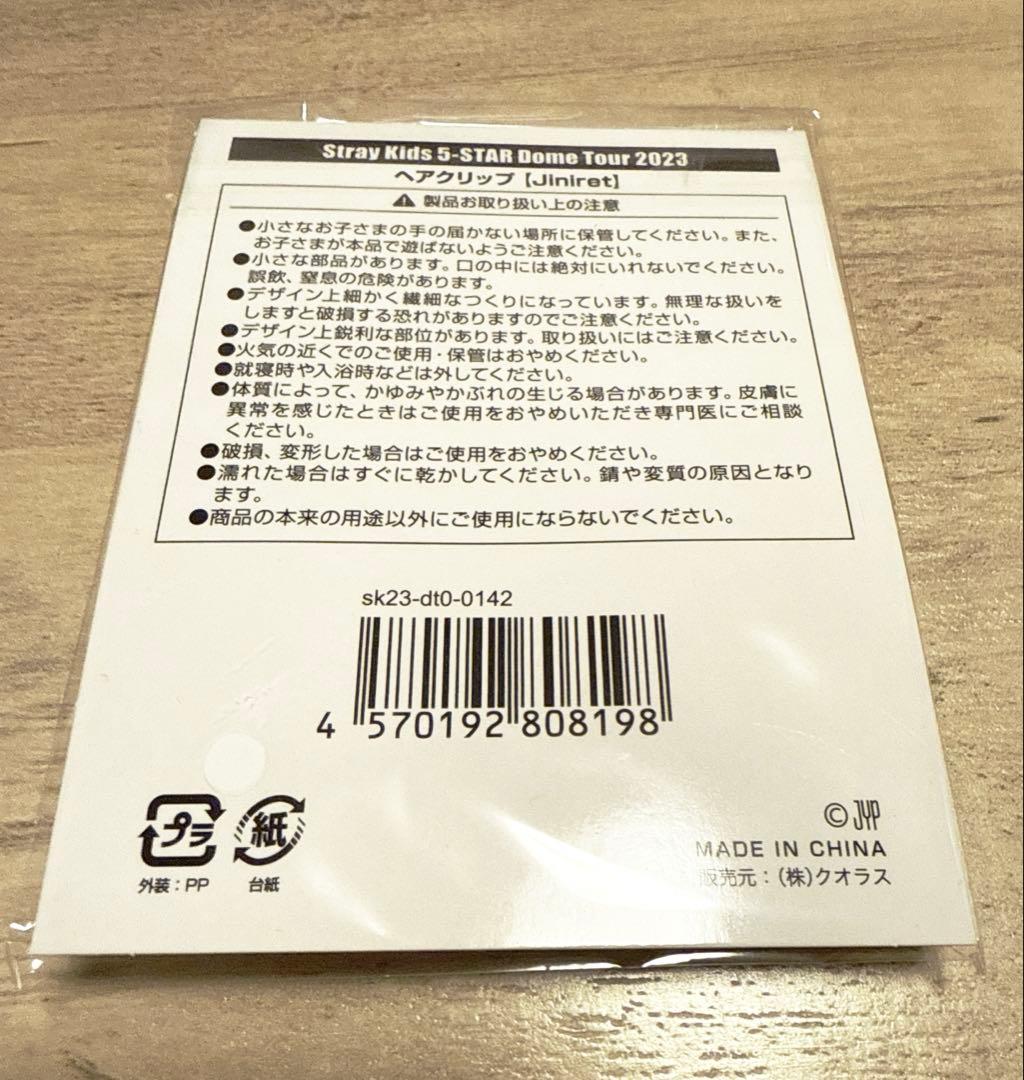 Stray Kids 5-STAR Dome Tour 2023
ヘアクリップ【Jiniret】
⚠ 製品お取り扱い上の注意
●小さなお子さまの手の届かない場所に保管してください。また、
お子さまが本品で遊ばないようご注意ください。
●小さな部品があります。口の中には絶対にいれないでください。
誤飲、窒息の危険があります。
●デザイン上細かく繊細なつくりになっています。無理な扱いを
しますと破損する恐れがありますのでご注意ください。
●デザイン上鋭利な部位があります。取り扱いにはご注意ください。
●火気の近くでのご使用・保管はおやめください。
●就寝時や入浴時などは外してください。
●体質によって、かゆみやかぶれの生じる場合があります。皮膚に
異常を感じたときはご使用をおやめいただき専門医にご相談
ください。
●破損、変形した場合はご使用をおやめください。
●濡れた場合はすぐに乾かしてください。錆や変質の原因となり
ます。
●商品の本来の用途以外にご使用にならないでください。
sk23-dt0-0142
4 570192 808198
プラ 紙
外装：PP 台紙
© JYP
MADE IN CHINA
販売元：(株)クオラス